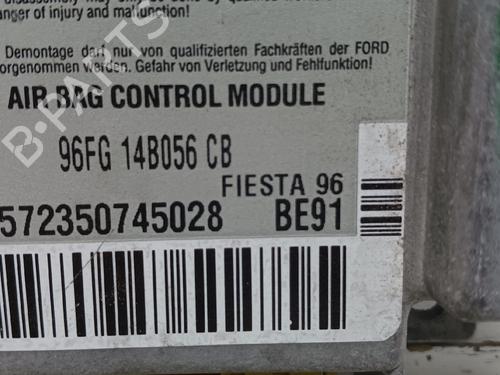 danger of injury and malfunction!
Demontage darf nur von qualifizierten Fachkräften der FORD
orgenommen werden. Gefahr von Verletzung und Fehlfunktion!
AIR BAG CONTROL MODULE
96FG 14B056 CB
FIESTA 96
572350745028 BE91
B-PARTS